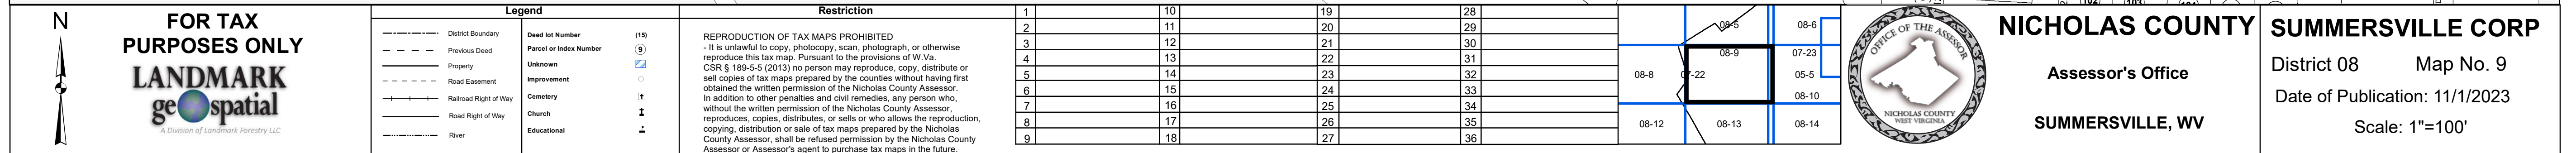 N
FOR TAX
PURPOSES ONLY
LANDMARK
geospatial
A Division of Landmark Forestry LLC
Legend
District Boundary
Previous Deed
Property
Road Easement
Railroad Right of Way
Road Right of Way
River
Deed lot Number (15)
Parcel or Index Number 9
Unknown
Improvement
Cemetery
Church
Educational
Restriction
REPRODUCTION OF TAX MAPS PROHIBITED
- It is unlawful to copy, photocopy, scan, photograph, or otherwise
reproduce this tax map. Pursuant to the provisions of W.Va.
CSR § 189-5-5 (2013) no person may reproduce, copy, distribute or
sell copies of tax maps prepared by the counties without having first
obtained the written permission of the Nicholas County Assessor.
In addition to other penalties and civil remedies, any person who,
without the written permission of the Nicholas County Assessor,
reproduces, copies, distributes, or sells or who allows the reproduction,
copying, distribution or sale of tax maps prepared by the Nicholas
County Assessor, shall be refused permission by the Nicholas County
Assessor or Assessor's agent to purchase tax maps in the future.
1 10 19 28
2 11 20 29
3 12 21 30
4 13 22 31
5 14 23 32
6 15 24 33
7 16 25 34
8 17 26 35
9 18 27 36
08-5 08-6
08-9 07-23
08-8 07-22 05-5
08-10
08-12 08-13 08-14
OFFICE OF THE ASSESSOR
NICHOLAS COUNTY
WEST VIRGINIA
NICHOLAS COUNTY
Assessor's Office
SUMMERSVILLE, WV
SUMMERSVILLE CORP
District 08 Map No. 9
Date of Publication: 11/1/2023
Scale: 1"=100'